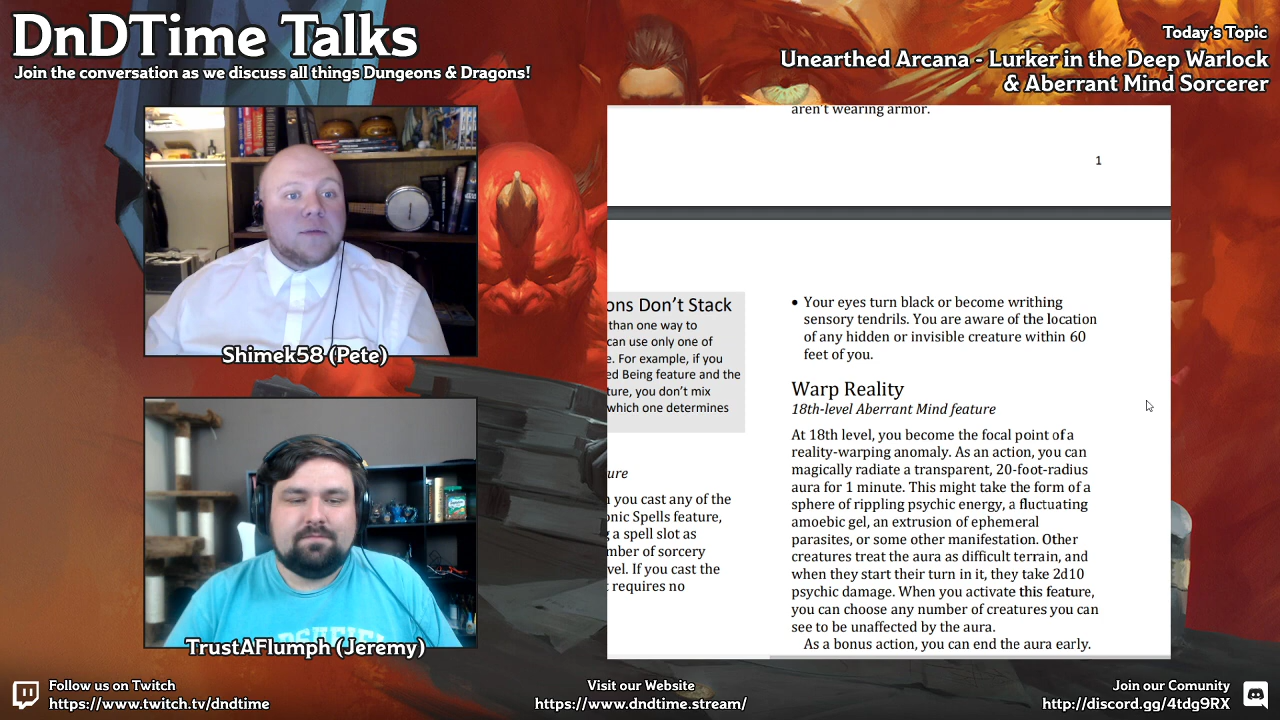 DnDTime Talks
Join the conversation as we discuss all things Dungeons & Dragons!
Today's Topic
Unearthed Arcana - Lurker in the Deep Warlock
& Aberrant Mind Sorcerer
Shimek58 (Pete)
TrustAFlumph (Jeremy)
aren't wearing armor.
1
ons Don't Stack
than one way to
can use only one of
e. For example, if you
ed Being feature and the
ture, you don't mix
which one determines
ure
you cast any of the
onic Spells feature,
g a spell slot as
mber of sorcery
vel. If you cast the
requires no
• Your eyes turn black or become writhing
sensory tendrils. You are aware of the location
of any hidden or invisible creature within 60
feet of you.
Warp Reality
18th-level Aberrant Mind feature
At 18th level, you become the focal point of a
reality-warping anomaly. As an action, you can
magically radiate a transparent, 20-foot-radius
aura for 1 minute. This might take the form of a
sphere of rippling psychic energy, a fluctuating
amoebic gel, an extrusion of ephemeral
parasites, or some other manifestation. Other
creatures treat the aura as difficult terrain, and
when they start their turn in it, they take 2d10
psychic damage. When you activate this feature,
you can choose any number of creatures you can
see to be unaffected by the aura.
As a bonus action, you can end the aura early.
Follow us on Twitch
https://www.twitch.tv/dndtime
Visit our Website
https://www.dndtime.stream/
Join our Comunity
http://discord.gg/4tdg9RX